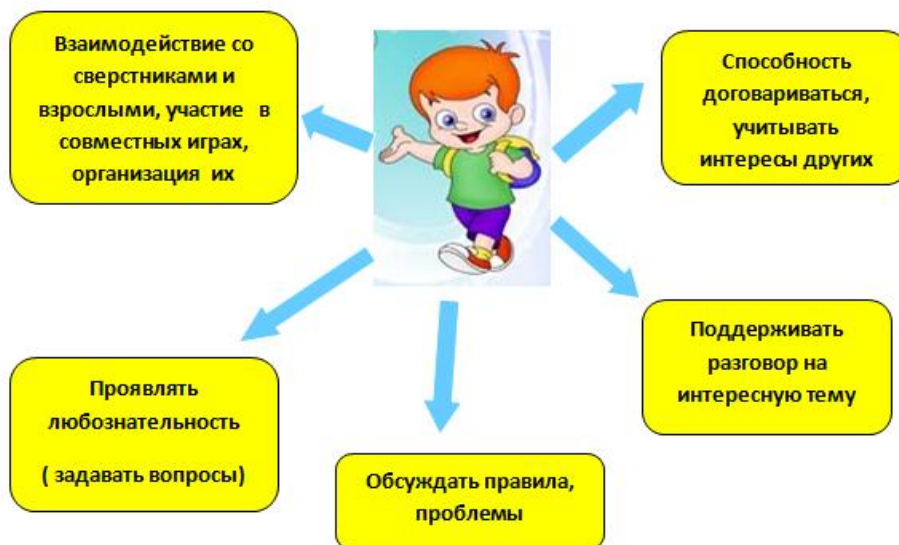 Взаимодействие со
сверстниками и
взрослыми, участие в
совместных играх,
организация их
Способность
договариваться,
учитывать
интересы других
Проявлять
любознательность
( задавать вопросы)
Обсуждать правила,
проблемы
Поддерживать
разговор на
интересную тему